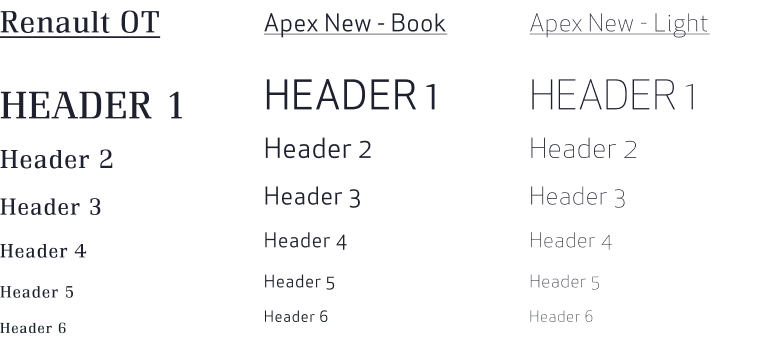 Renault OT
HEADER 1
Header 2
Header 3
Header 4
Header 5
Header 6
Apex New - Book
HEADER 1
Header 2
Header 3
Header 4
Header 5
Header 6
Apex New - Light
HEADER 1
Header 2
Header 3
Header 4
Header 5
Header 6